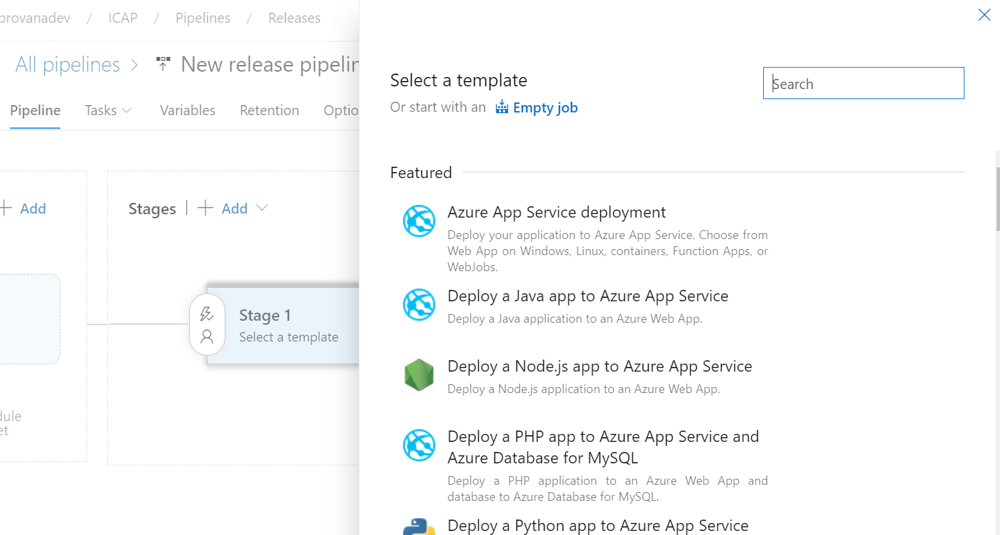 provanadev / ICAP / Pipelines / Releases
All pipelines > New release pipelin
Pipeline Tasks Variables Retention Optio
Add
Stages | Add
Stage 1
Select a template
dule
et
Select a template
Search
Or start with an Empty job
Featured
Azure App Service deployment
Deploy your application to Azure App Service. Choose from
Web App on Windows, Linux, containers, Function Apps, or
WebJobs.
Deploy a Java app to Azure App Service
Deploy a Java application to an Azure Web App.
Deploy a Node.js app to Azure App Service
Deploy a Node.js application to an Azure Web App.
Deploy a PHP app to Azure App Service and
Azure Database for MySQL
Deploy a PHP application to an Azure Web App and
database to Azure Database for MySQL.
Deploy a Python app to Azure App Service